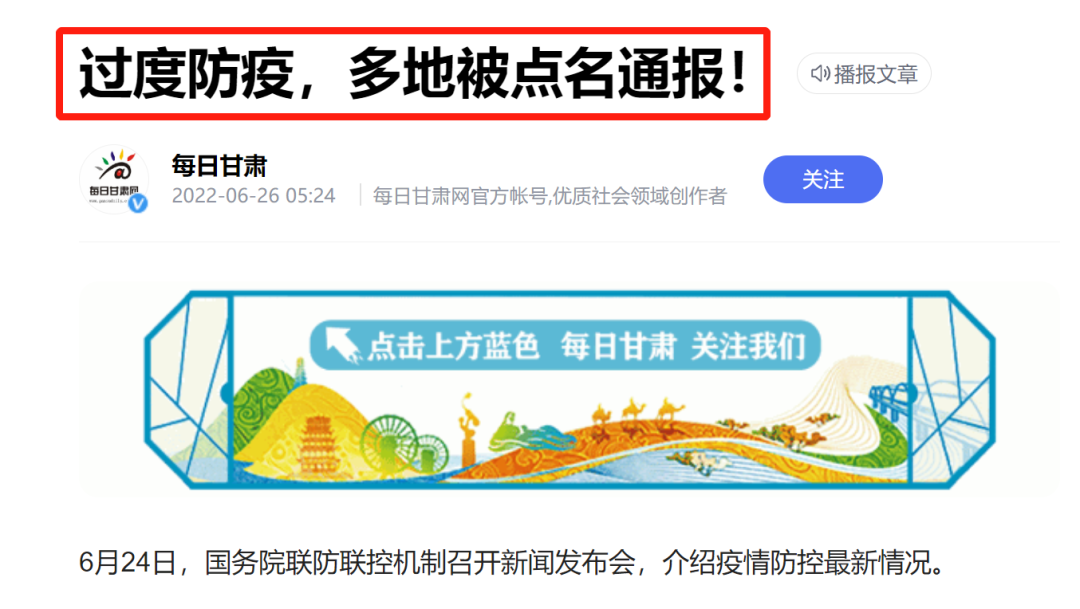 过度防疫，多地被点名通报！
播报文章
每日甘肃
2022-06-26 05:24
每日甘肃网官方帐号,优质社会领域创作者
关注
每日甘肃网
点击上方蓝色 每日甘肃 关注我们
6月24日，国务院联防联控机制召开新闻发布会，介绍疫情防控最新情况。